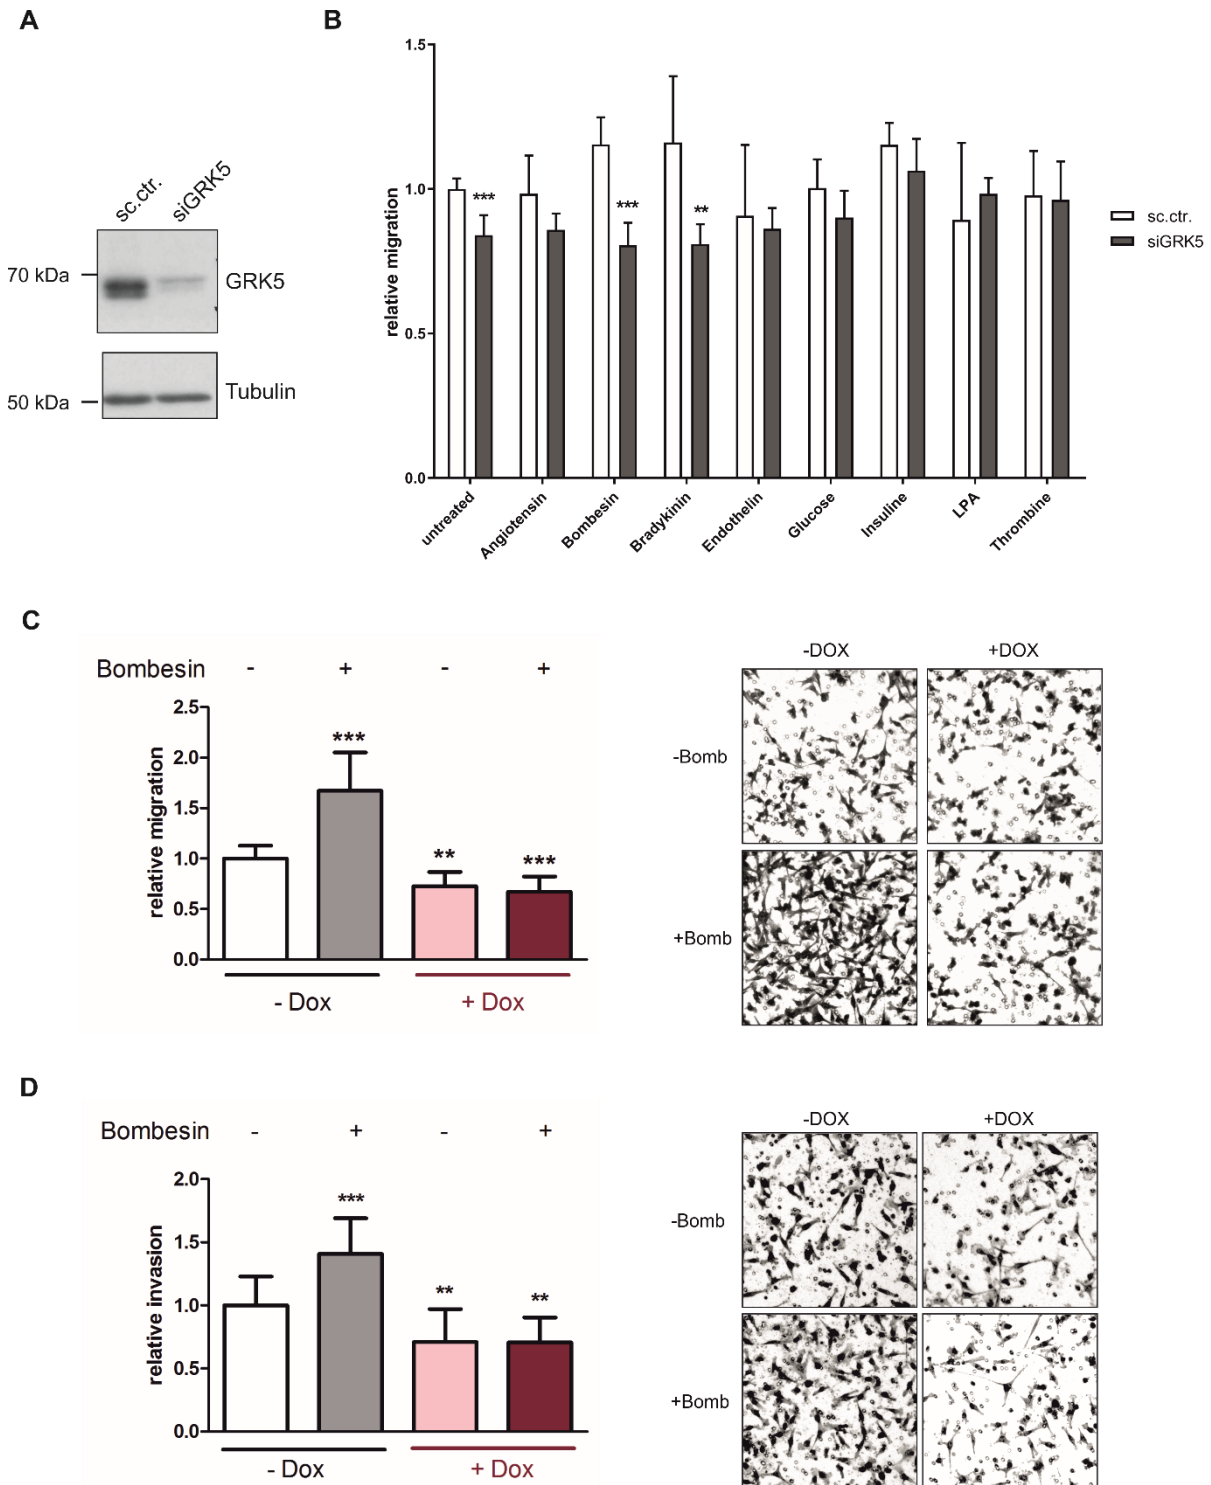 A
B
sc.ctr.
siGRK5
70 kDa
GRK5
50 kDa
Tubulin
relative migration
1.5
1.0
0.5
0.0
***
***
**
untreated
Angiotensin
Bombesin
Bradykinin
Endothelin
Glucose
Insuline
LPA
Thrombine
sc.ctr.
siGRK5
C
Bombesin - + - +
relative migration
2.5
2.0
1.5
1.0
0.5
0.0
***
**
***
- Dox
+ Dox
-DOX +DOX
-Bomb
+Bomb
D
Bombesin - + - +
relative invasion
2.0
1.5
1.0
0.5
0.0
***
**
**
- Dox
+ Dox
-DOX +DOX
-Bomb
+Bomb